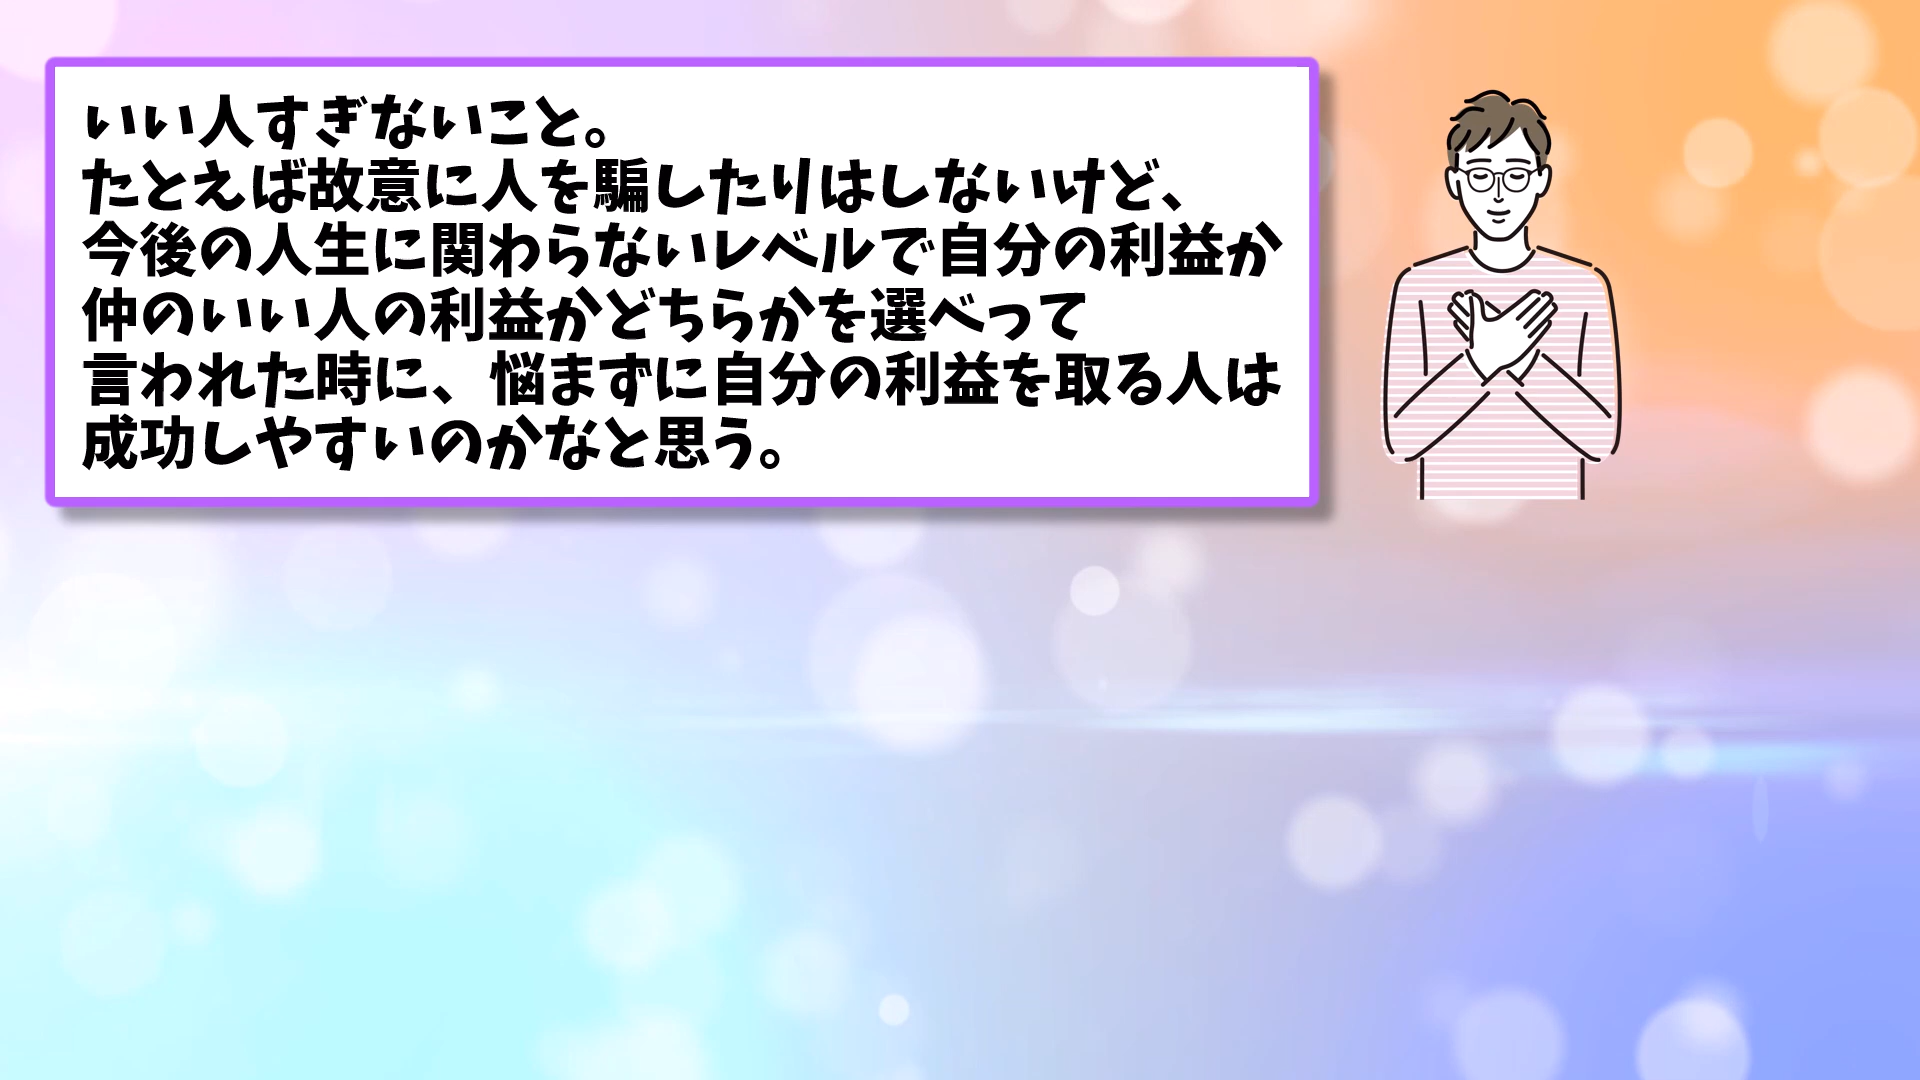 いい人すぎないこと。
たとえば故意に人を騙したりはしないけど、
今後の人生に関わらないレベルで自分の利益か
仲のいい人の利益かどちらかを選べって
言われた時に、悩まずに自分の利益を取る人は
成功しやすいのかなと思う。